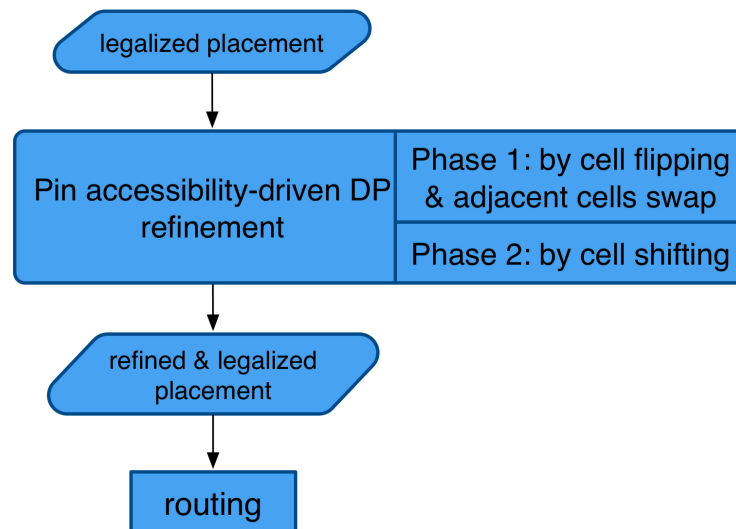 legalized placement
Pin accessibility-driven DP
refinement
Phase 1: by cell flipping
& adjacent cells swap
Phase 2: by cell shifting
refined & legalized
placement
routing